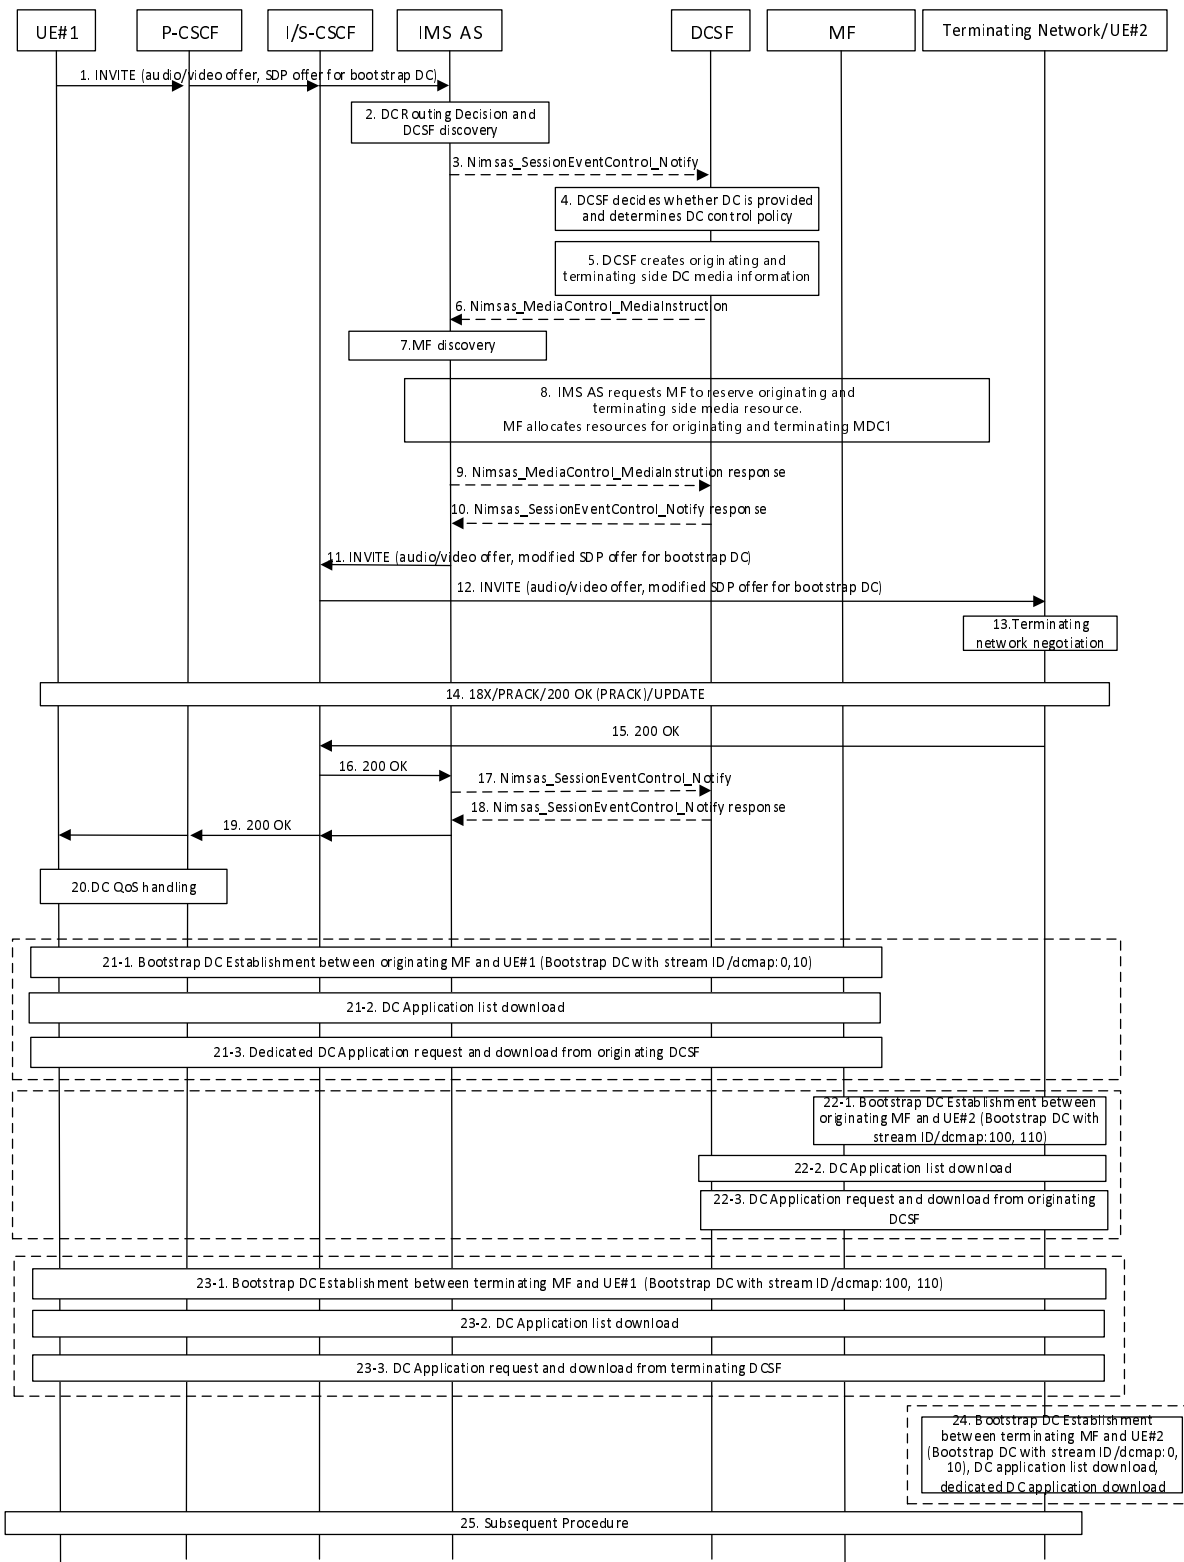 UE#1
P-CSCF
I/S-CSCF
IMS AS
DCSF
MF
Terminating Network/UE#2
1. INVITE (audio/video offer, SDP offer for bootstrap DC)
2. DC Routing Decision and
DCSF discovery
3. Nimsas_SessionEventControl_Notify
4. DCSF decides whether DC is provided
and determines DC control policy
5. DCSF creates originating and
terminating side DC media information
6. Nimsas_MediaControl_MediaInstruction
7.MF discovery
8. IMS AS requests MF to reserve originating and
terminating side media resource.
MF allocates resources for originating and terminating MDC1
9. Nimsas_MediaControl_MediaInstrution response
10. Nimsas_SessionEventControl_Notify response
11. INVITE (audio/video offer, modified SDP offer for bootstrap DC)
12. INVITE (audio/video offer, modified SDP offer for bootstrap DC)
13.Terminating
network negotiation
14. 18X/PRACK/200 OK (PRACK)/UPDATE
15. 200 OK
16. 200 OK
17. Nimsas_SessionEventControl_Notify
18. Nimsas_SessionEventControl_Notify response
19. 200 OK
20.DC QoS handling
21-1. Bootstrap DC Establishment between originating MF and UE#1 (Bootstrap DC with stream ID/dcmap: 0,10)
21-2. DC Application list download
21-3. Dedicated DC Application request and download from originating DCSF
22-1. Bootstrap DC Establishment between
originating MF and UE#2 (Bootstrap DC with
stream ID/dcmap: 100, 110)
22-2. DC Application list download
22-3. DC Application request and download from originating
DCSF
23-1. Bootstrap DC Establishment between terminating MF and UE#1 (Bootstrap DC with stream ID/dcmap: 100, 110)
23-2. DC Application list download
23-3. DC Application request and download from terminating DCSF
24. Bootstrap DC Establishment
between terminating MF and UE#2
(Bootstrap DC with stream ID/dcmap: 0,
10), DC application list download,
dedicated DC application download
25. Subsequent Procedure